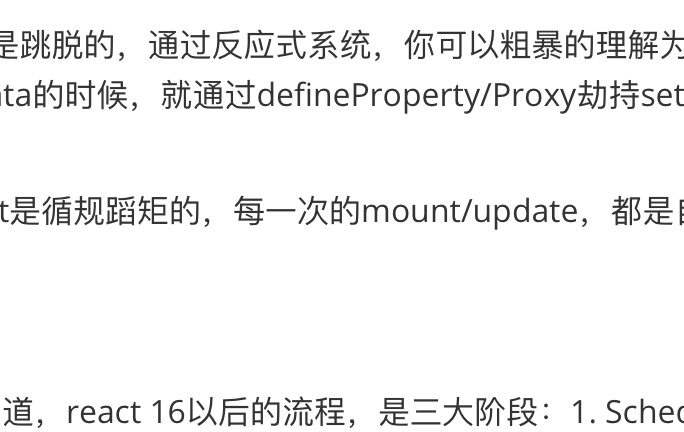 是跳脱的，通过反应式系统，你可以粗暴的理解为
ta的时候，就通过defineProperty/Proxy劫持set
t是循规蹈矩的，每一次的mount/update，都是自
道，react 16以后的流程，是三大阶段：1. Sched